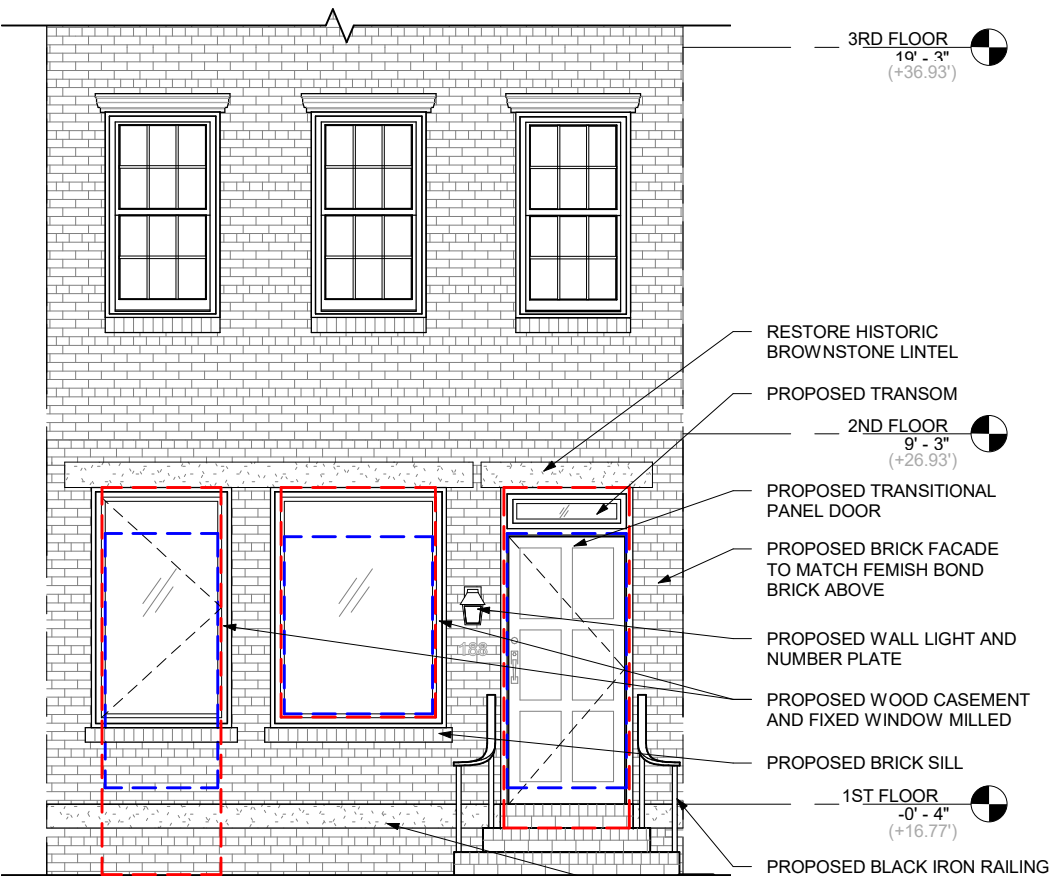 3RD FLOOR
19' - 3"
(+36.93')
RESTORE HISTORIC
BROWNSTONE LINTEL
PROPOSED TRANSOM
2ND FLOOR
9' - 3"
(+26.93')
PROPOSED TRANSITIONAL
PANEL DOOR
PROPOSED BRICK FACADE
TO MATCH FEMISH BOND
BRICK ABOVE
188
PROPOSED WALL LIGHT AND
NUMBER PLATE
PROPOSED WOOD CASEMENT
AND FIXED WINDOW MILLED
PROPOSED BRICK SILL
1ST FLOOR
-0' - 4"
(+16.77')
PROPOSED BLACK IRON RAILING